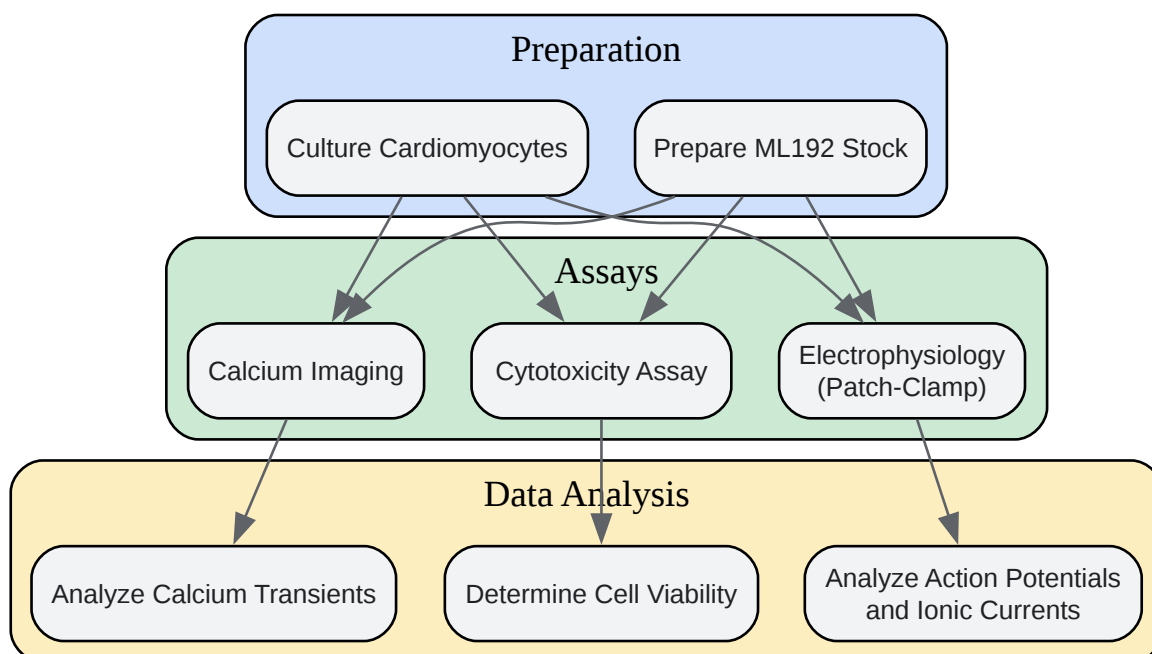 Preparation
Culture Cardiomyocytes
Prepare ML192 Stock
Assays
Calcium Imaging
Cytotoxicity Assay
Electrophysiology
(Patch-Clamp)
Data Analysis
Analyze Calcium Transients
Determine Cell Viability
Analyze Action Potentials
and Ionic Currents